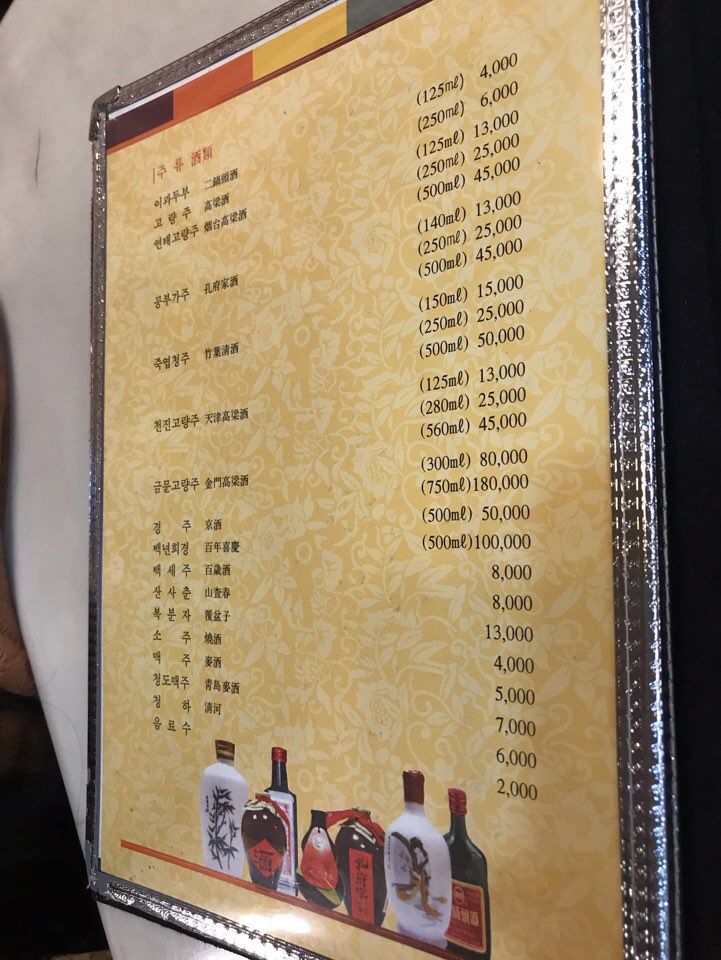 주류 酒類
이과두부 二鍋頭酒 (125㎖) 4,000
고 량 주 高粱酒 (250㎖) 6,000
연태고량주 烟台高粱酒 (125㎖) 13,000
(250㎖) 25,000
(500㎖) 45,000
공부가주 孔府家酒 (140㎖) 13,000
(250㎖) 25,000
(500㎖) 45,000
죽엽청주 竹葉淸酒 (150㎖) 15,000
(250㎖) 25,000
(500㎖) 50,000
천진고량주 天津高粱酒 (125㎖) 13,000
(280㎖) 25,000
(560㎖) 45,000
금문고량주 金門高粱酒 (300㎖) 80,000
(750㎖) 180,000
경 주 京酒 (500㎖) 50,000
백년희경 百年喜慶 (500㎖) 100,000
백 세 주 百歲酒 8,000
산 사 춘 山査春 8,000
복 분 자 覆盆子 13,000
소 주 燒酒 4,000
맥 주 麥酒 5,000
청도맥주 靑島麥酒 7,000
청 하 淸河 6,000
음 료 수 2,000
酒